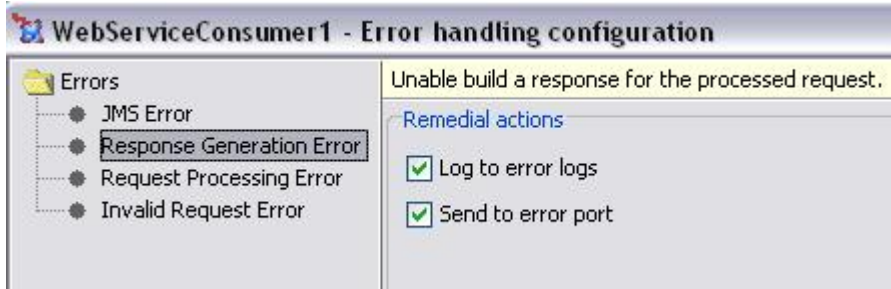 WebServiceConsumer1 - Error handling configuration
Errors
JMS Error
Response Generation Error
Request Processing Error
Invalid Request Error
Unable build a response for the processed request.
Remedial actions
Log to error logs
Send to error port